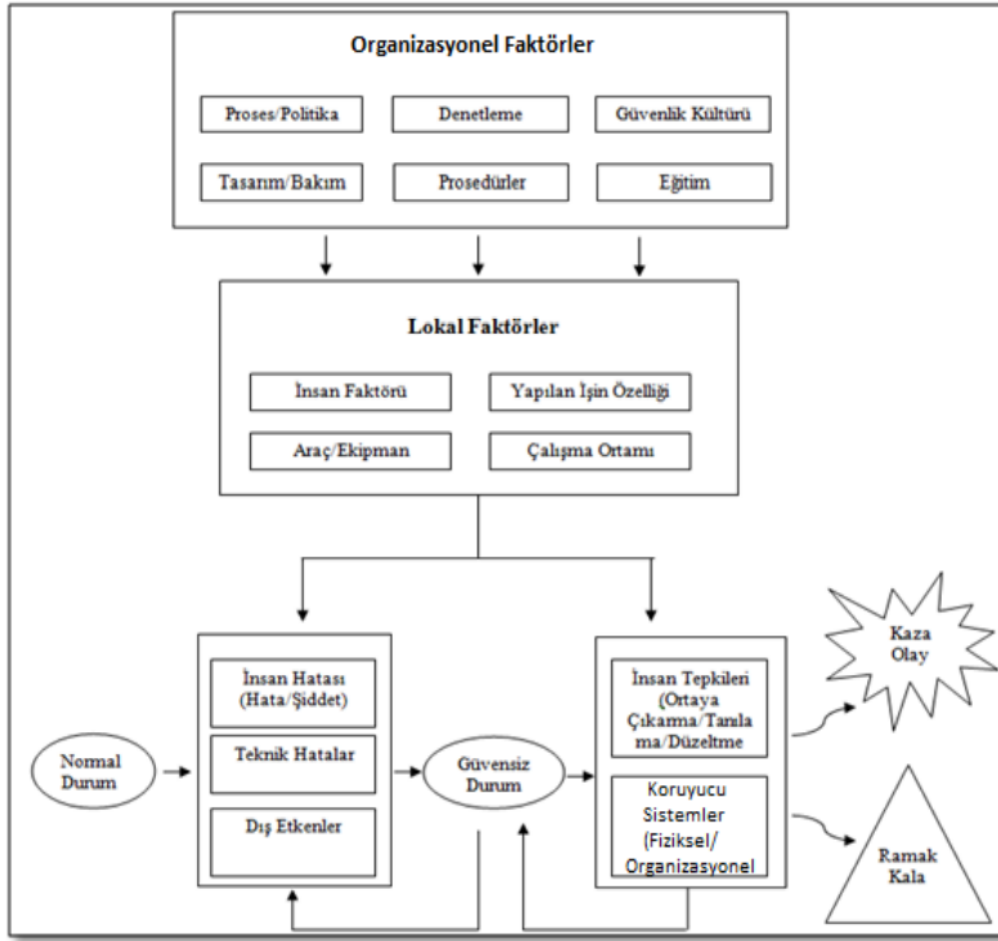 Organizasyonel Faktörler
Proses/Politika
Denetleme
Güvenlik Kültürü
Tasarım/Bakım
Prosedürler
Eğitim
Lokal Faktörler
İnsan Faktörü
Yapılan İşin Özelliği
Araç/Ekipman
Çalışma Ortamı
Normal
Durum
İnsan Hatası
(Hata/Şiddet)
Teknik Hatalar
Dış Etkenler
Güvensiz
Durum
İnsan Tepkileri
(Ortaya
Çıkarma/Tanıla
ma/Düzeltme
Koruyucu
Sistemler
(Fiziksel/
Organizasyonel
Kaza
Olay
Ramak
Kala